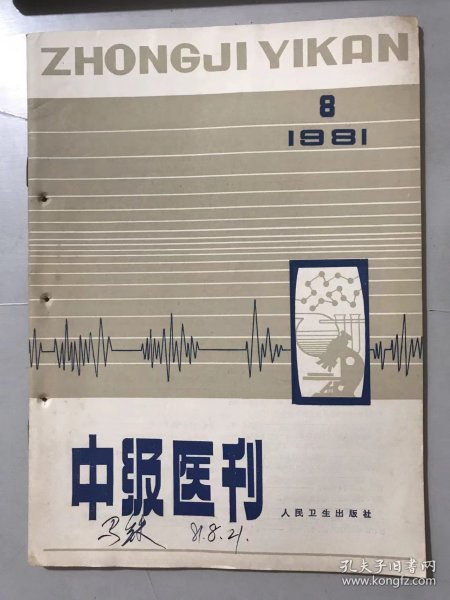 ZHONGJI YIKAN
8
1981
中级医刊
人民卫生出版社
81.8.21.
孔夫子旧书网
www.kongfz.com